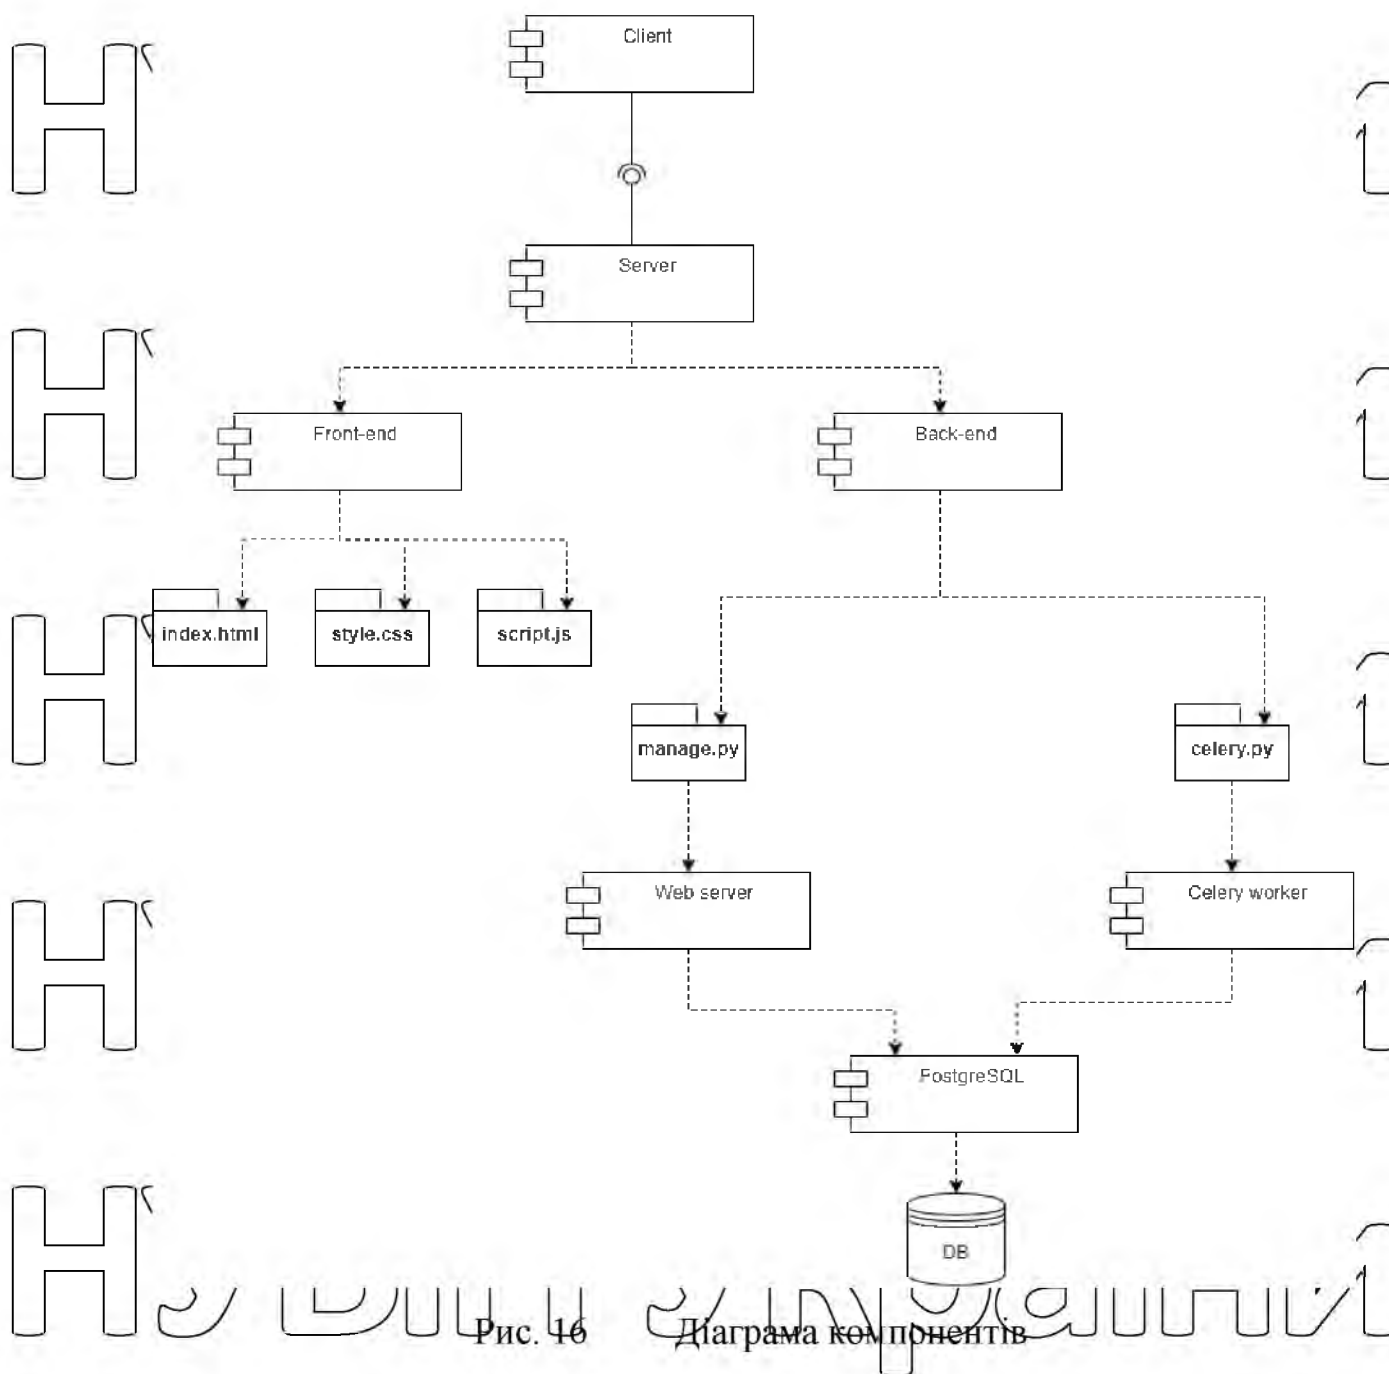 Client
Server
Front-end
Back-end
index.html
style.css
script.js
manage.py
celery.py
Web server
Celery worker
PostgreSQL
DB
Рис. 16 Діаграма компонентів